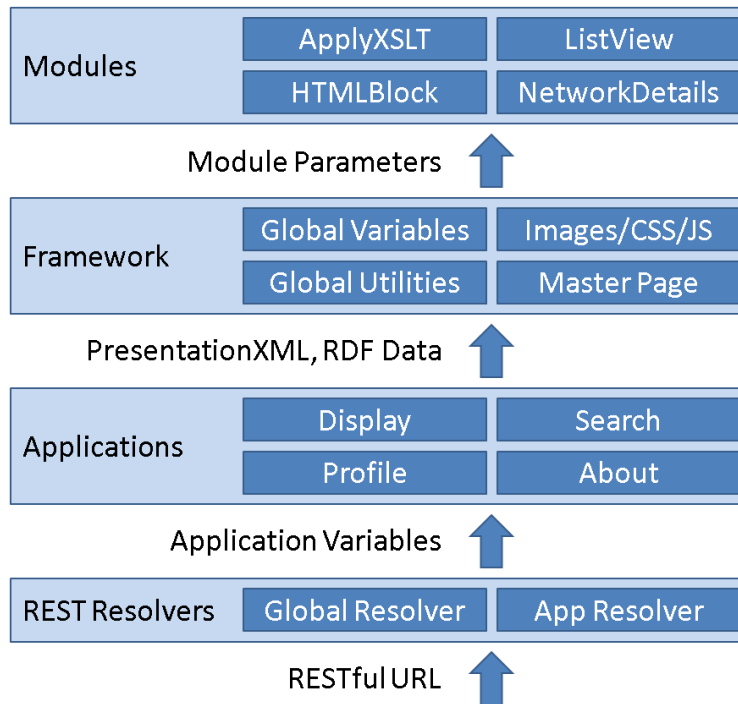 Modules
ApplyXSLT
ListView
HTMLBlock
NetworkDetails
Module Parameters
Framework
Global Variables
Images/CSS/JS
Global Utilities
Master Page
PresentationXML, RDF Data
Applications
Display
Search
Profile
About
Application Variables
REST Resolvers
Global Resolver
App Resolver
RESTful URL